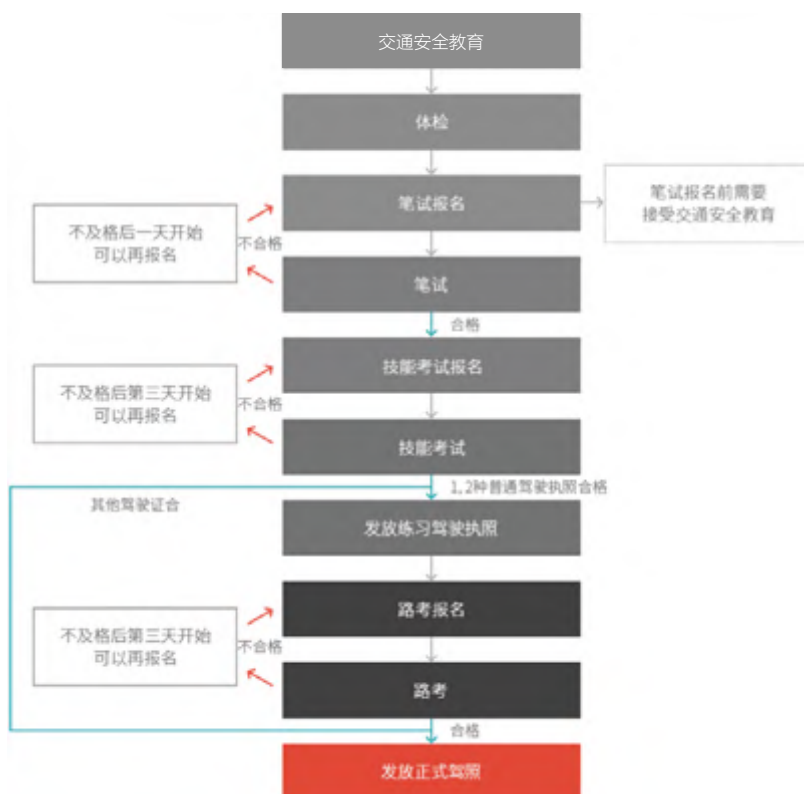 交通安全教育
体检
笔试报名
笔试报名前需要
接受交通安全教育
不及格后一天开始
可以再报名
不合格
笔试
合格
技能考试报名
不及格后第三天开始
可以再报名
不合格
技能考试
1, 2种普通驾驶执照合格
其他驾驶证合
发放练习驾驶执照
路考报名
不及格后第三天开始
可以再报名
不合格
路考
合格
发放正式驾照